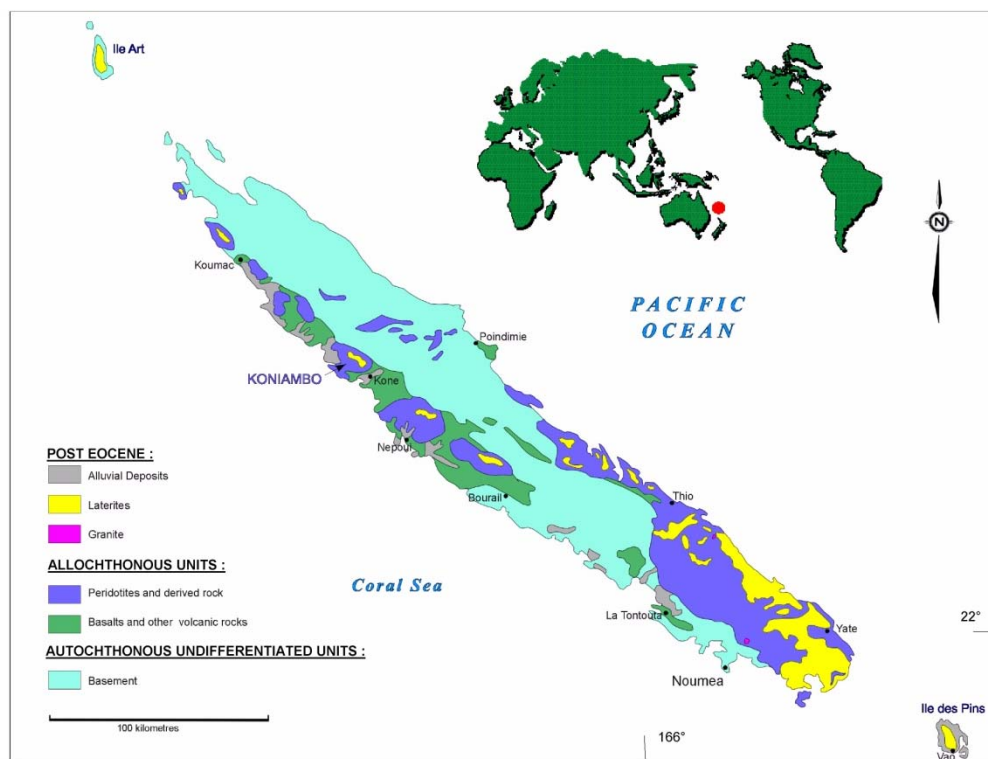 Ile Art
N
Koumac
PACIFIC
OCEAN
Poindimie
KONIAMBO
Kone
Nepoui
POST EOCENE :
Alluvial Deposits
Laterites
Granite
Bourail
Thio
ALLOCHTHONOUS UNITS :
Peridotites and derived rock
Basalts and other volcanic rocks
Coral Sea
La Tontouta
22°
Yate
AUTOCHTHONOUS UNDIFFERENTIATED UNITS :
Basement
Noumea
100 kilometres
Ile des Pins
166°
Vao